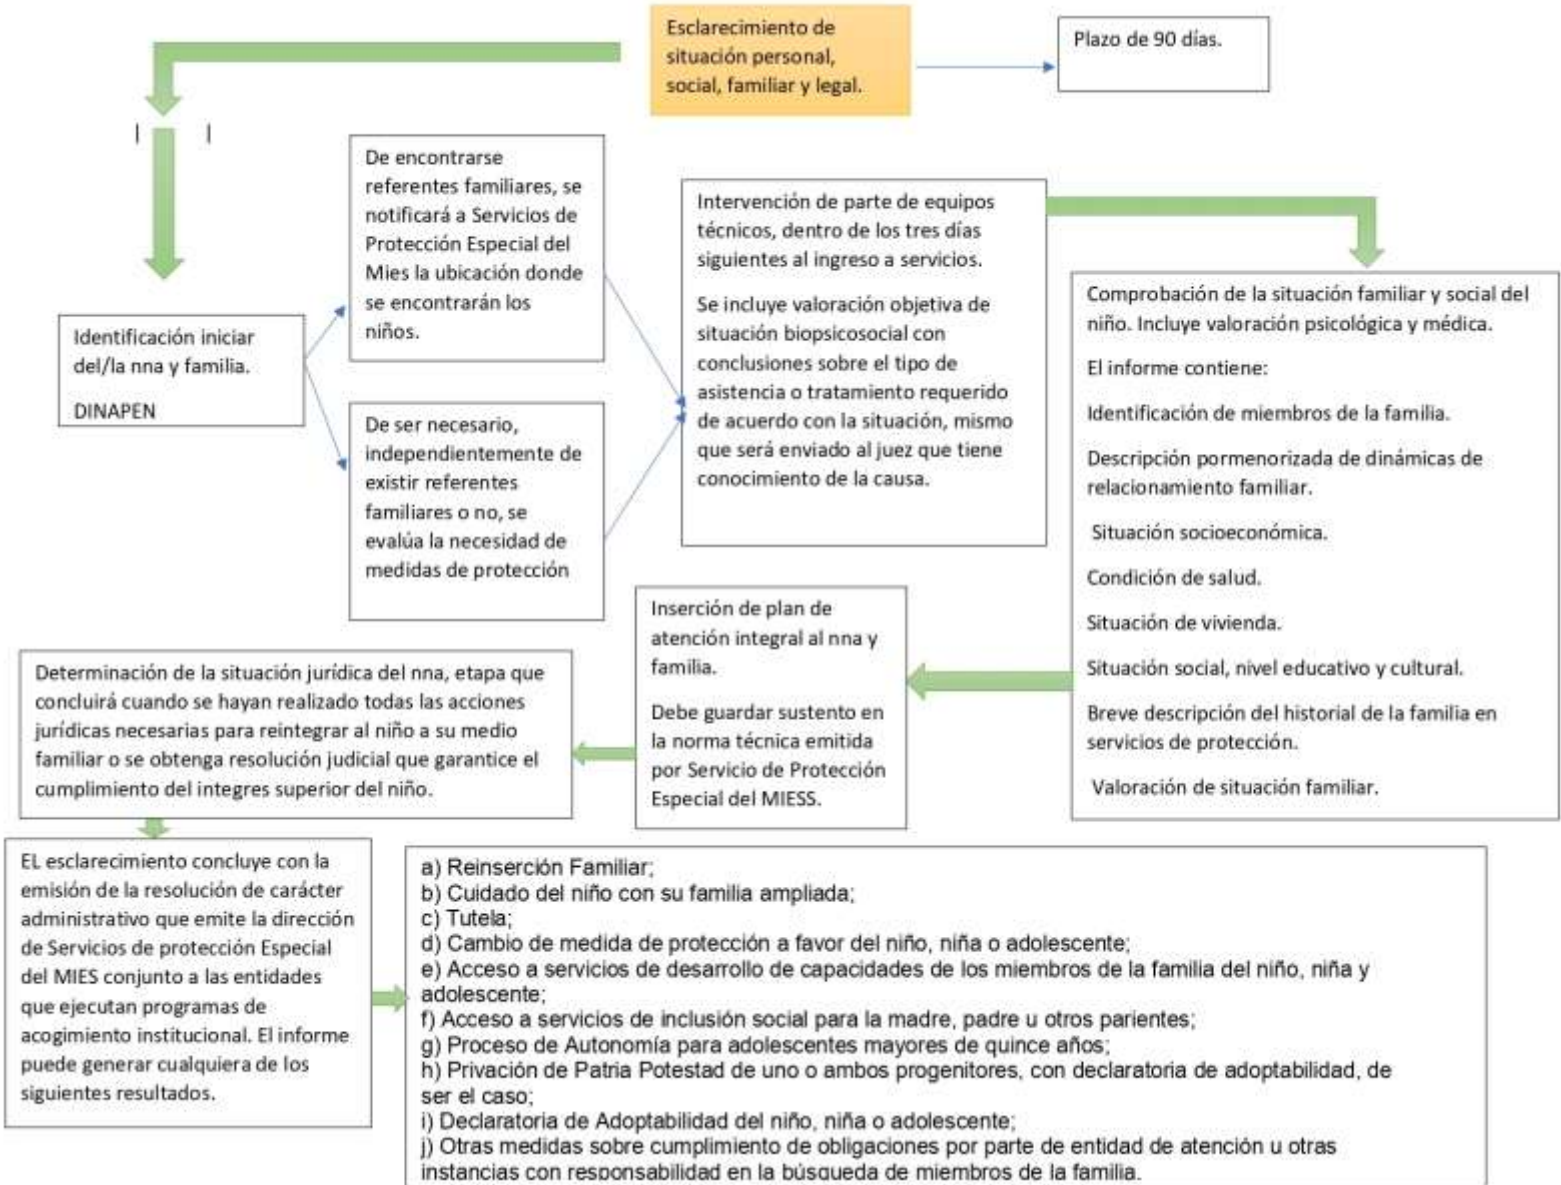 Esclarecimiento de
situación personal,
social, familiar y legal.
Plazo de 90 días.
De encontrarse
referentes familiares, se
notificará a Servicios de
Protección Especial del
Mies la ubicación donde
se encontrarán los
niños.
Identificación iniciar
del/la nna y familia.
DINAPEN
De ser necesario,
independientemente de
existir referentes
familiares o no, se
evalúa la necesidad de
medidas de protección
Intervención de parte de equipos
técnicos, dentro de los tres días
siguientes al ingreso a servicios.
Se incluye valoración objetiva de
situación biopsicosocial con
conclusiones sobre el tipo de
asistencia o tratamiento requerido
de acuerdo con la situación, mismo
que será enviado al juez que tiene
conocimiento de la causa.
Comprobación de la situación familiar y social del
niño. Incluye valoración psicológica y médica.
El informe contiene:
Identificación de miembros de la familia.
Descripción pormenorizada de dinámicas de
relacionamiento familiar.
Situación socioeconómica.
Condición de salud.
Situación de vivienda.
Situación social, nivel educativo y cultural.
Breve descripción del historial de la familia en
servicios de protección.
Valoración de situación familiar.
Inserción de plan de
atención integral al nna y
familia.
Debe guardar sustento en
la norma técnica emitida
por Servicio de Protección
Especial del MIESS.
Determinación de la situación jurídica del nna, etapa que
concluirá cuando se hayan realizado todas las acciones
jurídicas necesarias para reintegrar al niño a su medio
familiar o se obtenga resolución judicial que garantice el
cumplimiento del integres superior del niño.
EL esclarecimiento concluye con la
emisión de la resolución de carácter
administrativo que emite la dirección
de Servicios de protección Especial
del MIES conjunto a las entidades
que ejecutan programas de
acogimiento institucional. El informe
puede generar cualquiera de los
siguientes resultados.
a) Reinserción Familiar;
b) Cuidado del niño con su familia ampliada;
c) Tutela;
d) Cambio de medida de protección a favor del niño, niña o adolescente;
e) Acceso a servicios de desarrollo de capacidades de los miembros de la familia del niño, niña y
adolescente;
f) Acceso a servicios de inclusión social para la madre, padre u otros parientes;
g) Proceso de Autonomía para adolescentes mayores de quince años;
h) Privación de Patria Potestad de uno o ambos progenitores, con declaratoria de adoptabilidad, de
ser el caso;
i) Declaratoria de Adoptabilidad del niño, niña o adolescente;
j) Otras medidas sobre cumplimiento de obligaciones por parte de entidad de atención u otras
instancias con responsabilidad en la búsqueda de miembros de la familia.